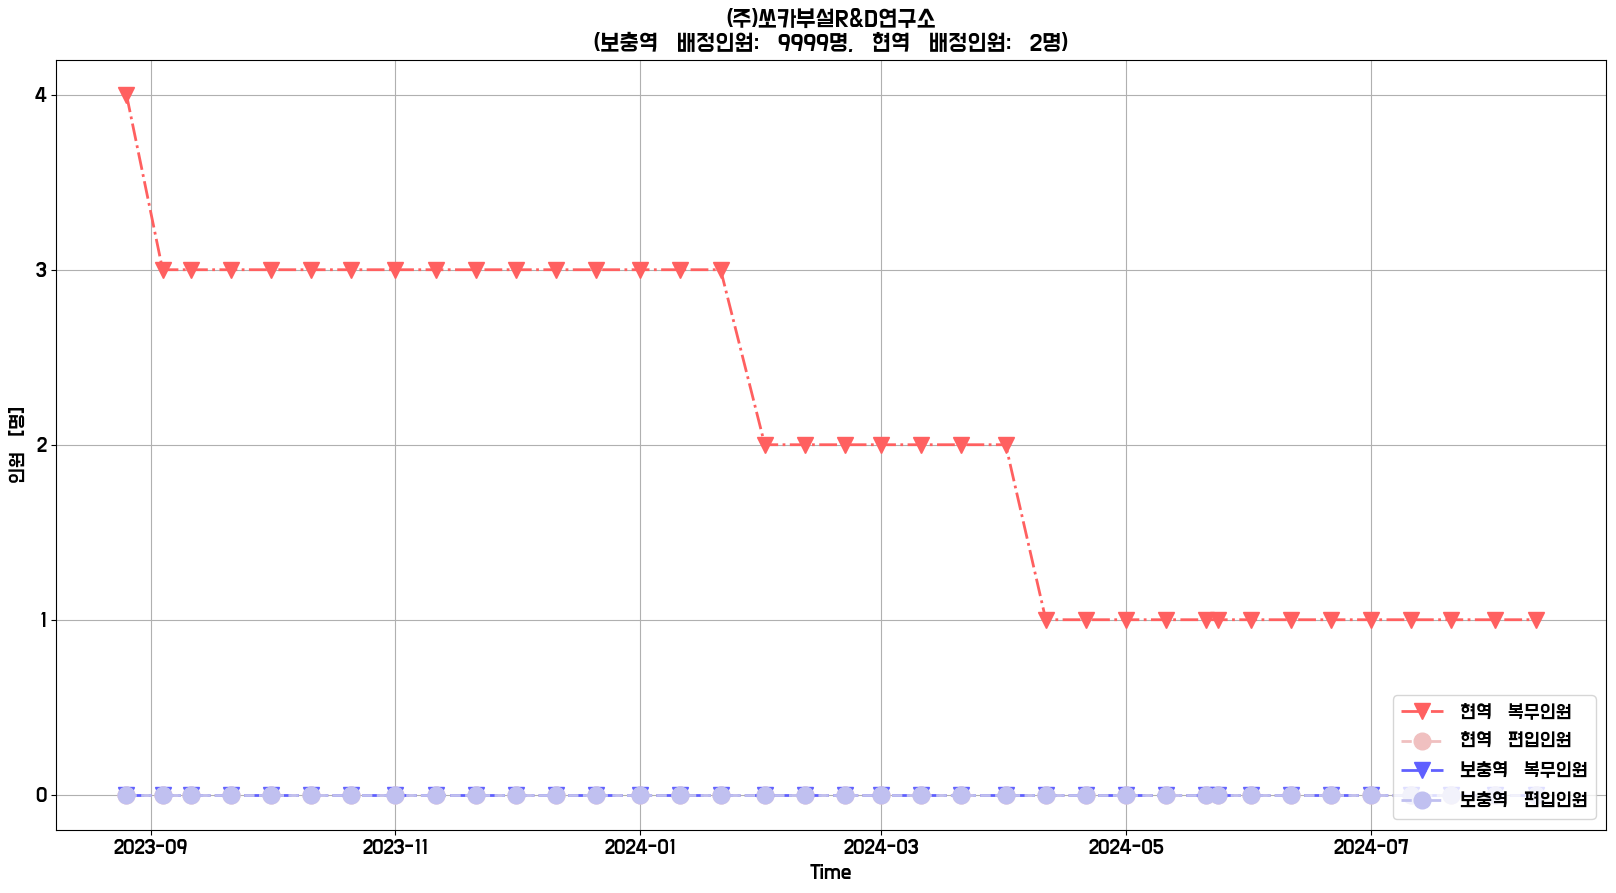 (주)쏘카부설R&D연구소
(보충역 배정인원: 9999명, 현역 배정인원: 2명)
4
3
2
1
0
인원 [명]
2023-09
2023-11
2024-01
2024-03
2024-05
2024-07
Time
현역 복무인원
현역 편입인원
보충역 복무인원
보충역 편입인원